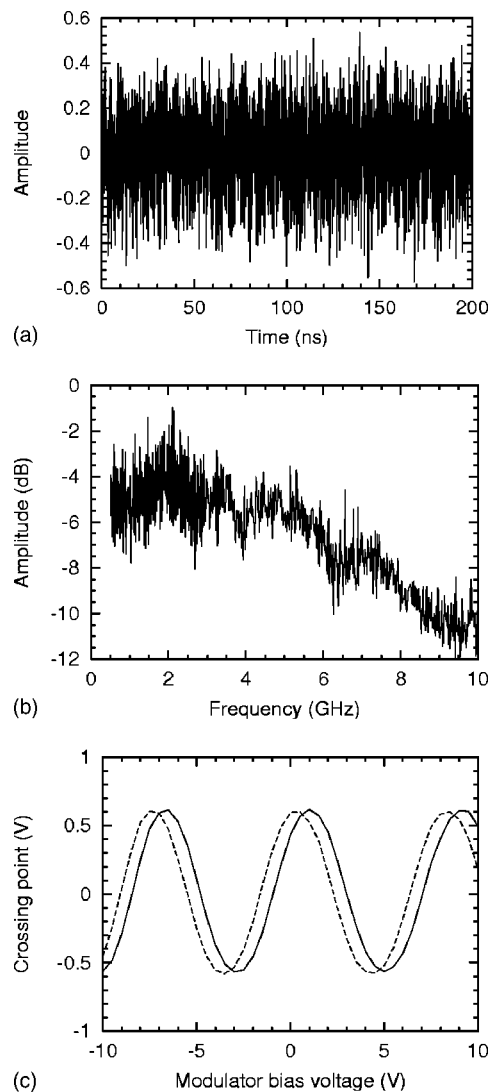 0.6
0.4
0.2
0
-0.2
-0.4
-0.6
Amplitude
0 50 100 150 200
Time (ns)
(a)
0
-2
-4
-6
-8
-10
-12
Amplitude (dB)
0 2 4 6 8 10
Frequency (GHz)
(b)
1
0.5
0
-0.5
-1
Crossing point (V)
-10 -5 0 5 10
Modulator bias voltage (V)
(c)